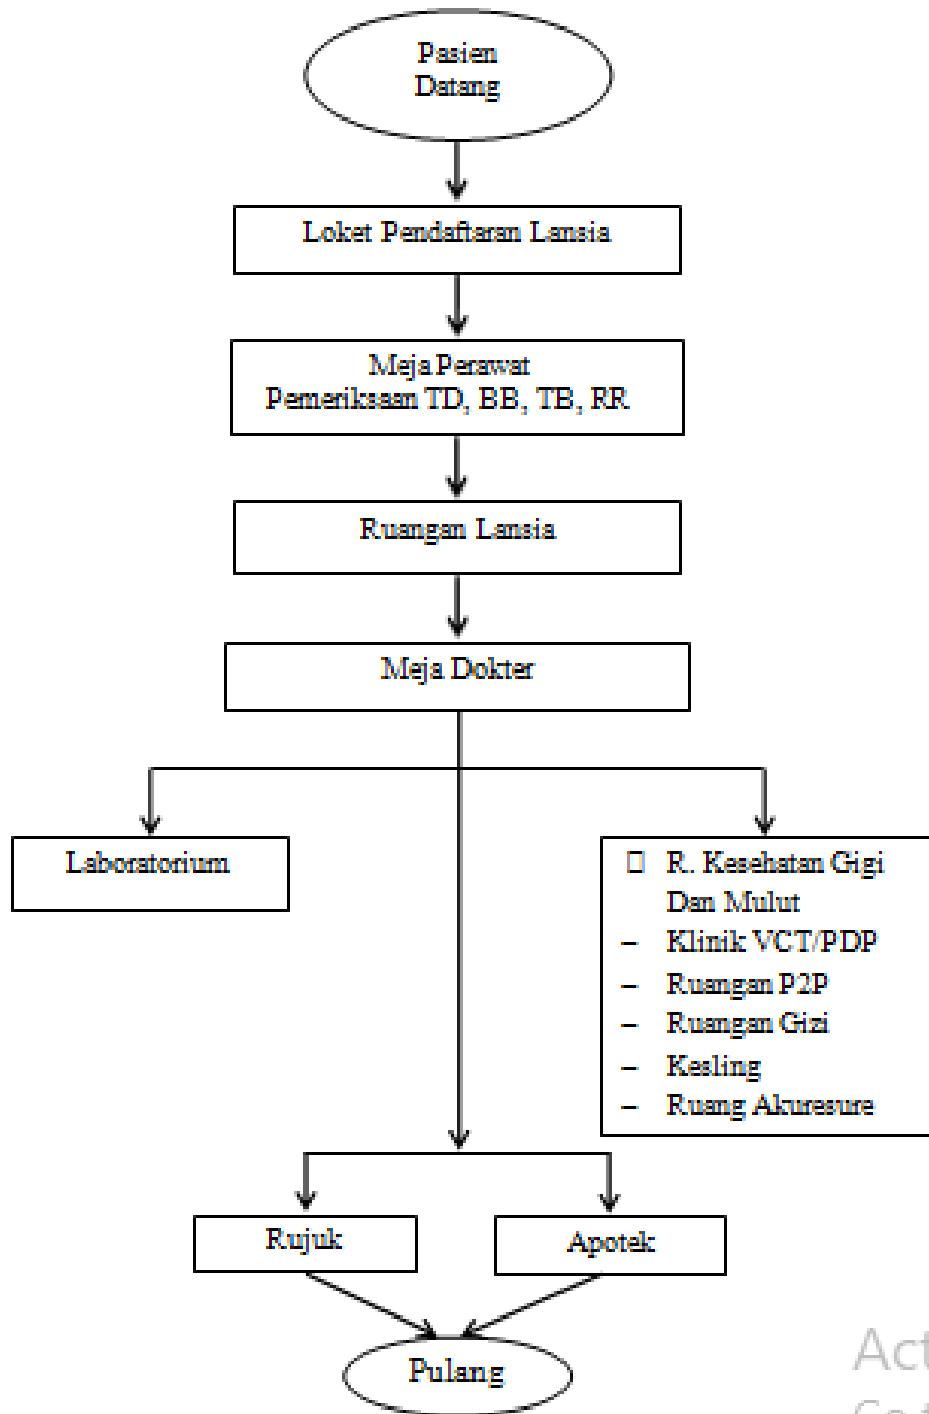 Pasien
Datang
Loket Pendaftaran Lansia
Meja Perawat
Pemeriksaan TD, BB, TB, RR
Ruangan Lansia
Meja Dokter
Laboratorium
□ R. Kesehatan Gigi
Dan Mulut
– Klinik VCT/PDP
– Ruangan P2P
– Ruangan Gizi
– Kesling
– Ruang Akuresure
Rujuk
Apotek
Pulang
Act